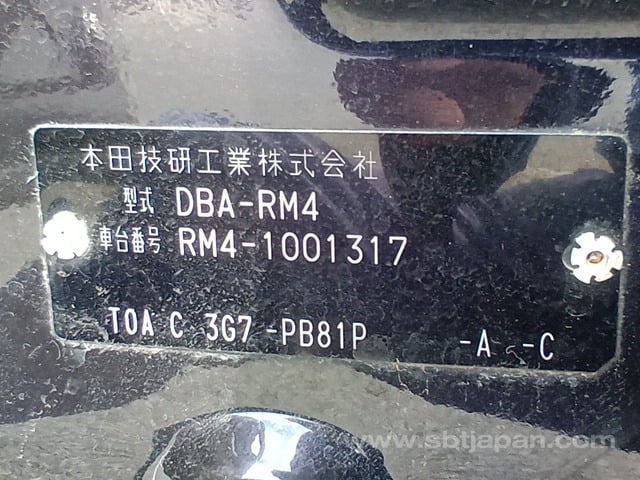 本田技研工業株式会社
型式 DBA-RM4
車台番号 RM4-1001317
TOA C 3G7 -PB81P -A -C
www.sbtjapan.com